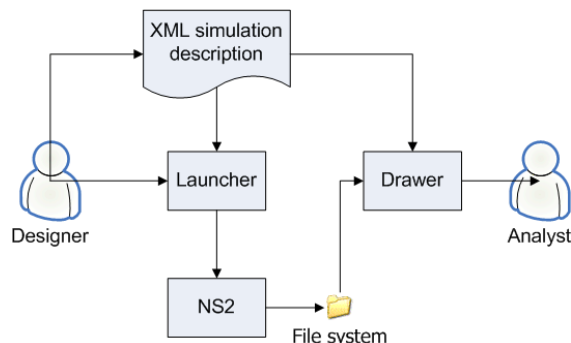 XML simulation
description
Launcher
Drawer
Designer
Analyst
NS2
File system